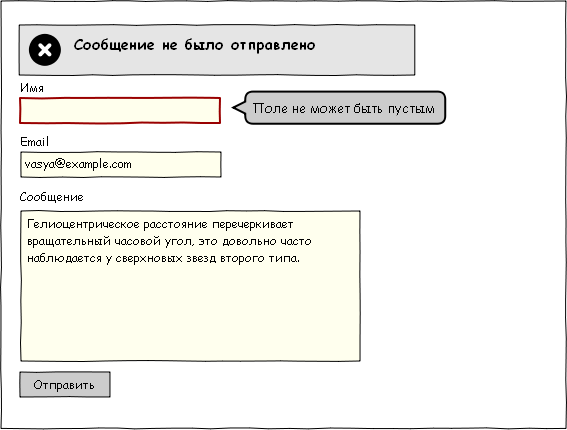 Сообщение не было отправлено
Имя
Поле не может быть пустым
Email
vasya@example.com
Сообщение
Гелиоцентрическое расстояние перечеркивает
вращательный часовой угол, это довольно часто
наблюдается у сверхновых звезд второго типа.
Отправить